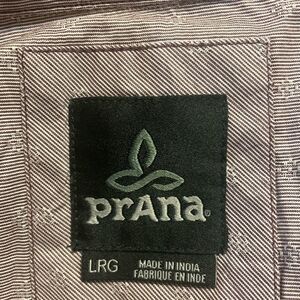 prAna®
LRG
MADE IN INDIA
FABRIQUE EN INDE